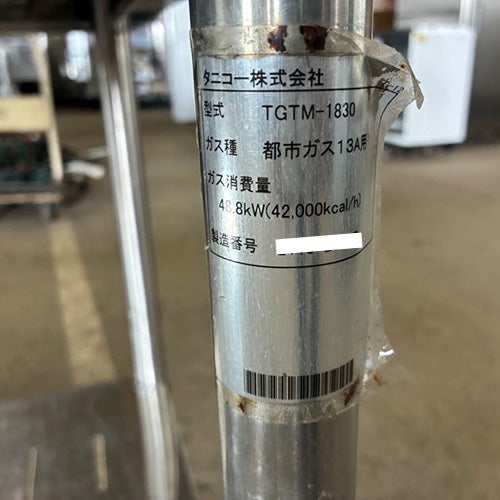 タニコー株式会社
型式 TGTM-1830
ガス種 都市ガス13A用
ガス消費量
48.8kW(42,000kcal/h)
製造番号